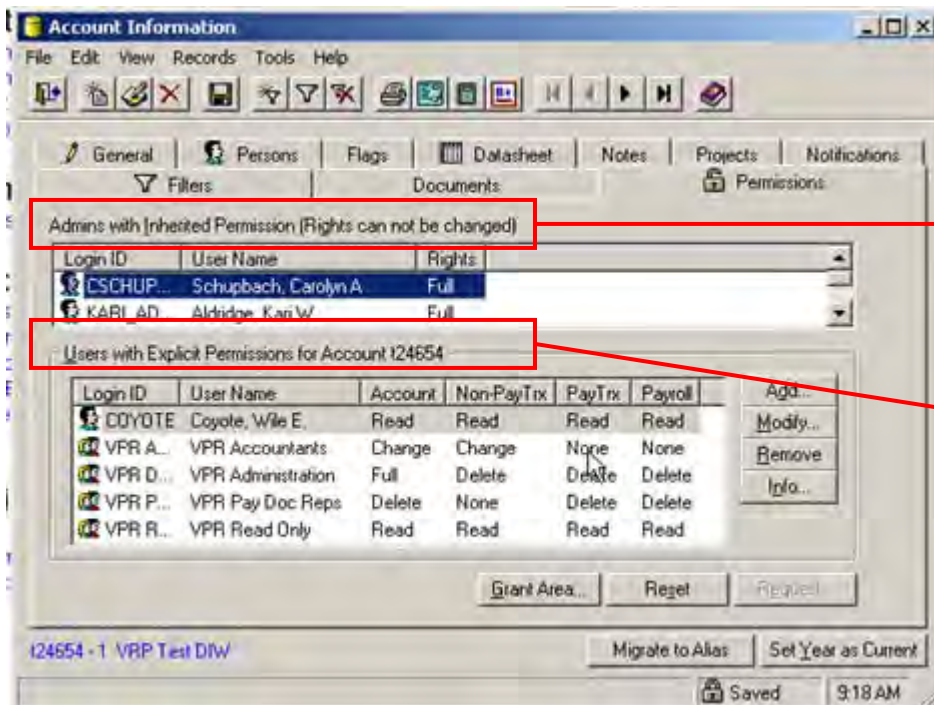 Account Information
File Edit View Records Tools Help
General Persons Flags Datasheet Notes Projects Notifications
Filters Documents Permissions
Admins with Inherited Permission (Rights can not be changed)
Login ID User Name Rights
CSCHUP... Schupbach, Carolyn A Full
KARI_AD... Aldridge, Kari W Full
Users with Explicit Permissions for Account t24654
Login ID User Name Account Non-PayTrx PayTrx Payroll
COYOTE Coyote, Wile E. Read Read Read Read
VPR A... VPR Accountants Change Change None None
VPR D... VPR Administration Full Delete Delete Delete
VPR P... VPR Pay Doc Reps Delete None Delete Delete
VPR R... VPR Read Only Read Read Read Read
Add...
Modify...
Remove
Info...
Grant Area... Reset Request
t24654 - 1 VRP Test DIW Migrate to Alias Set Year as Current
Saved 9:18 AM